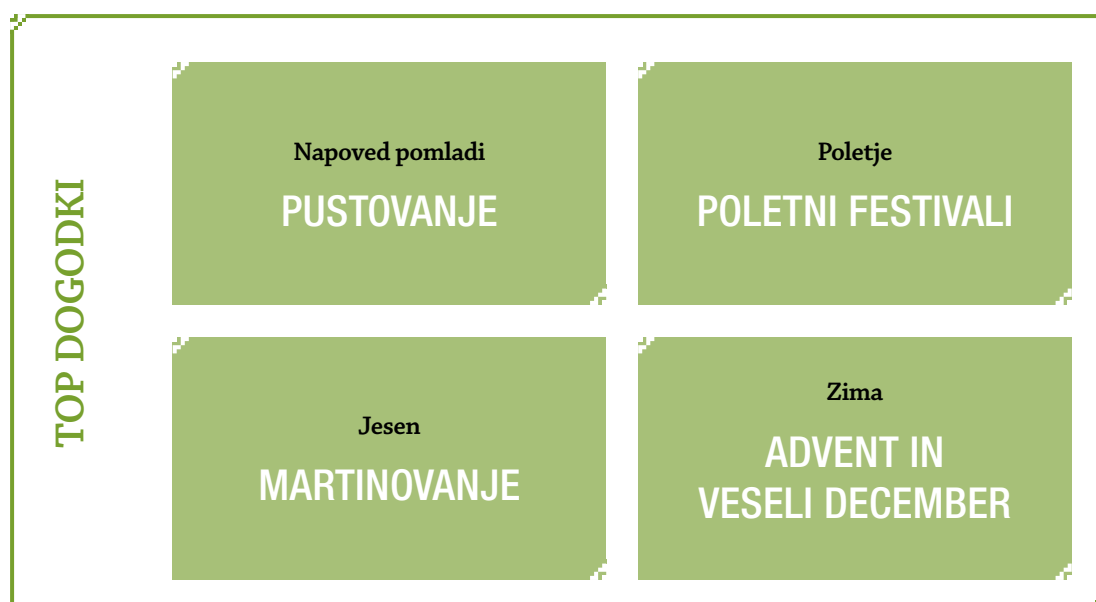 TOP DOGODKI
Napoved pomladi
PUSTOVANJE
Poletje
POLETNI FESTIVALI
Jesen
MARTINOVANJE
Zima
ADVENT IN
VESELI DECEMBER